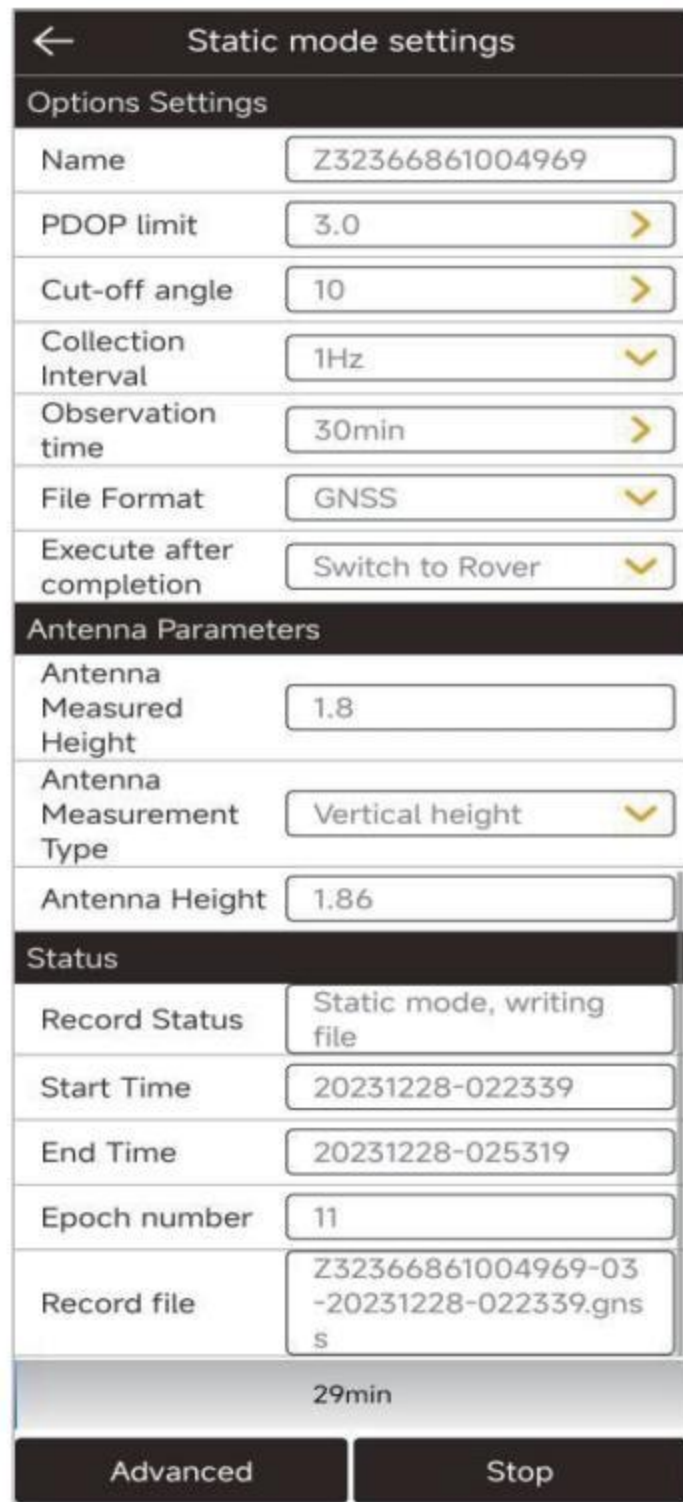 Static mode settings
Options Settings
Name
Z32366861004969
PDOP limit
3.0
Cut-off angle
10
Collection
Interval
1Hz
Observation
time
30min
File Format
GNSS
Execute after
completion
Switch to Rover
Antenna Parameters
Antenna
Measured
Height
1.8
Antenna
Measurement
Type
Vertical height
Antenna Height
1.86
Status
Record Status
Static mode, writing
file
Start Time
20231228-022339
End Time
20231228-025319
Epoch number
11
Record file
Z32366861004969-03
-20231228-022339.gns
s
29min
Advanced
Stop